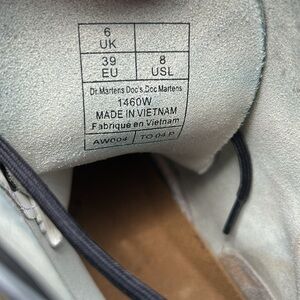 6
UK
39 8
EU USL
Dr.Martens Doc's.Doc Martens
1460W
MADE IN VIETNAM
Fabriqué en Vietnam
AW004 TO 04 P